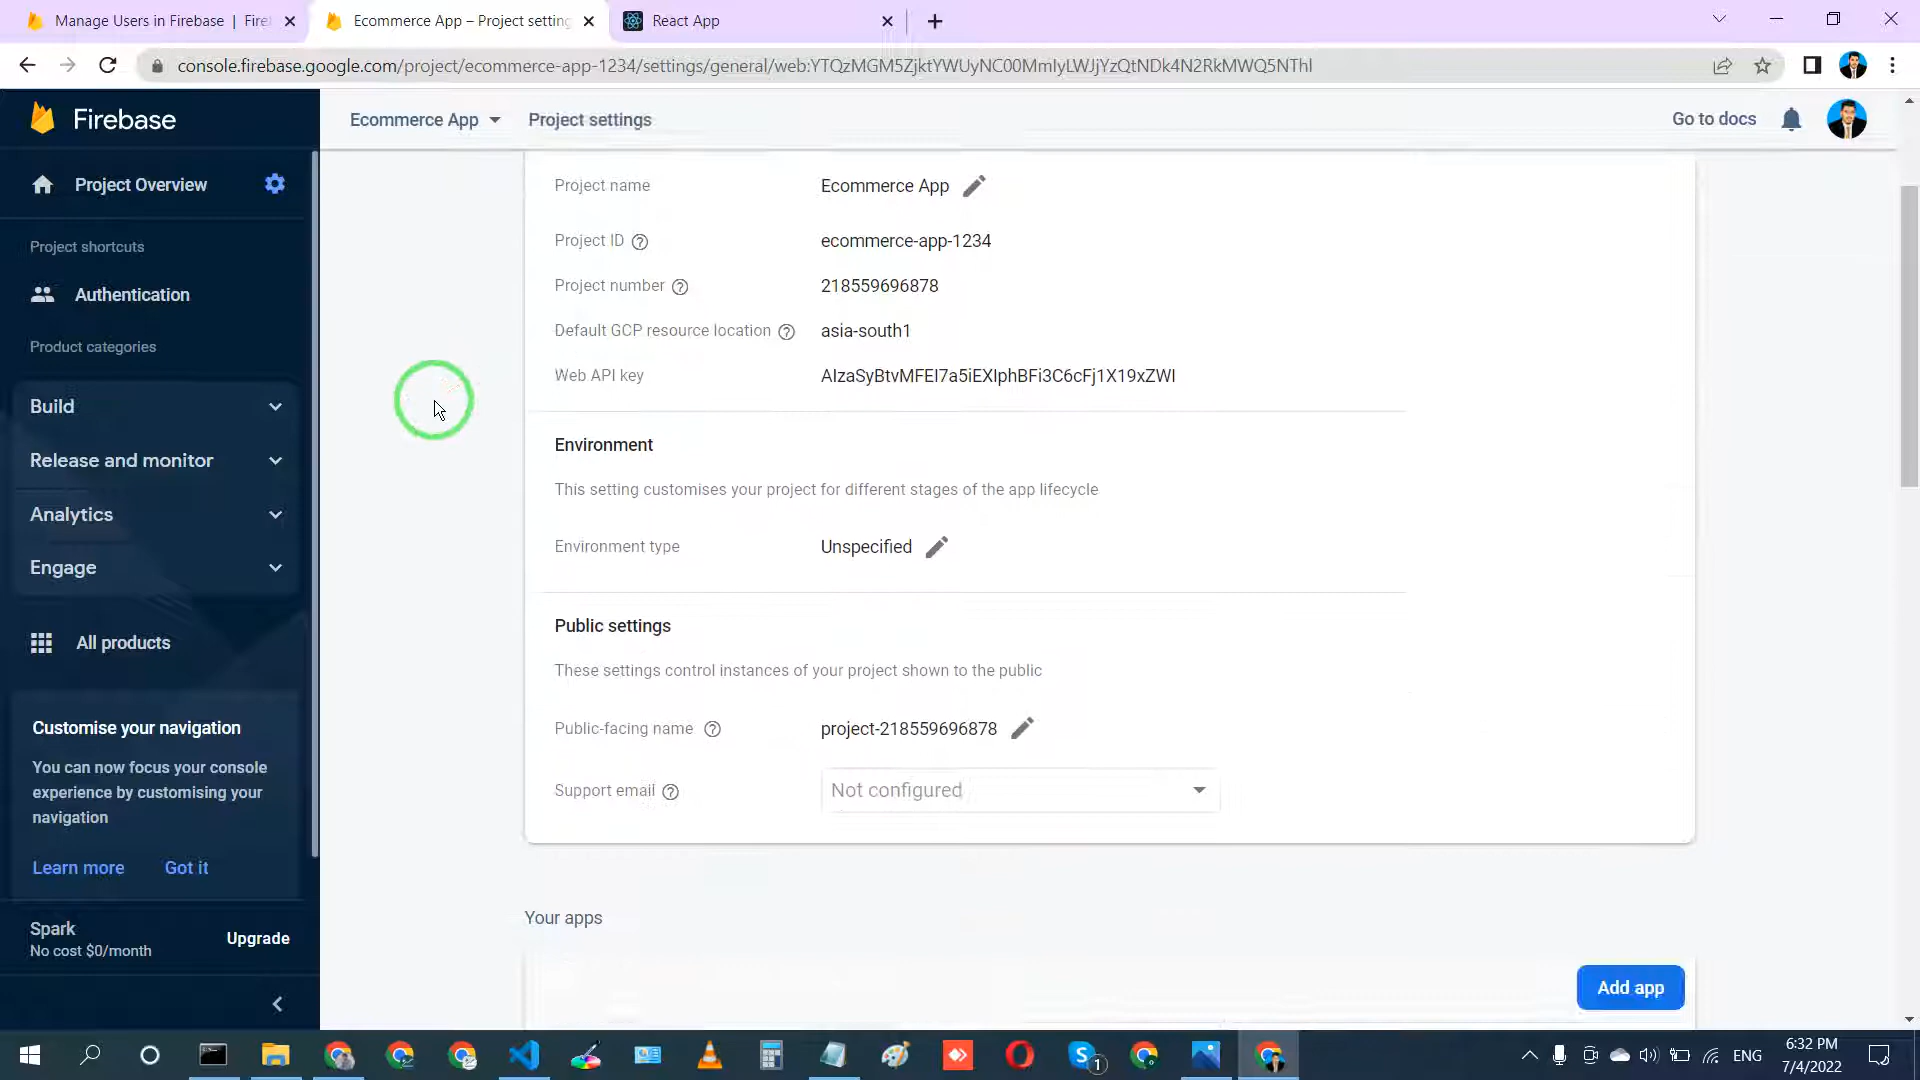 Manage Users in Firebase | Fire
Ecommerce App – Project setting
React App
console.firebase.google.com/project/ecommerce-app-1234/settings/general/web:YTQzMGM5ZjktYWUyNC00MmIyLWJjYzQtNDk4N2RkMWQ5NThl
Firebase
Ecommerce App
Project settings
Go to docs
Project Overview
Project shortcuts
Authentication
Product categories
Build
Release and monitor
Analytics
Engage
All products
Customise your navigation
You can now focus your console
experience by customising your
navigation
Learn more
Got it
Spark
No cost $0/month
Upgrade
Project name
Ecommerce App
Project ID
ecommerce-app-1234
Project number
218559696878
Default GCP resource location
asia-south1
Web API key
AIzaSyBtvMFEI7a5iEXIphBFi3C6cFj1X19xZWI
Environment
This setting customises your project for different stages of the app lifecycle
Environment type
Unspecified
Public settings
These settings control instances of your project shown to the public
Public-facing name
project-218559696878
Support email
Not configured
Your apps
Add app
1
ENG
6:32 PM
7/4/2022